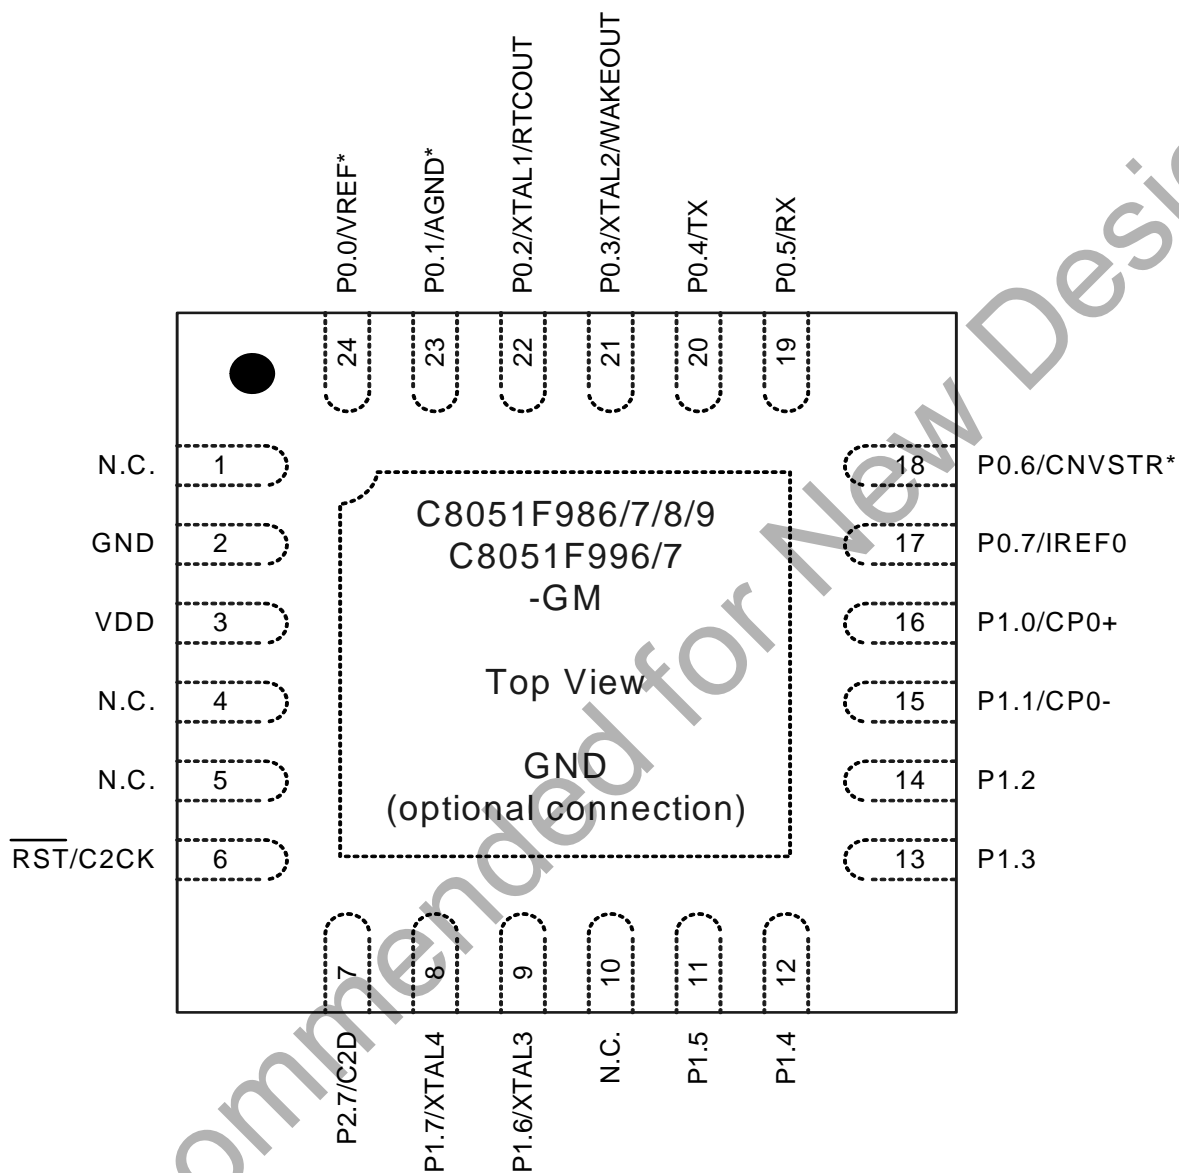 P0.0/VREF*
P0.1/AGND*
P0.2/XTAL1/RTCOUT
P0.3/XTAL2/WAKEOUT
P0.4/TX
P0.5/RX
24
23
22
21
20
19
N.C. 1
GND 2
VDD 3
N.C. 4
N.C. 5
RST/C2CK 6
18 P0.6/CNVSTR*
17 P0.7/IREF0
16 P1.0/CP0+
15 P1.1/CP0-
14 P1.2
13 P1.3
C8051F986/7/8/9
C8051F996/7
-GM
Top View
GND
(optional connection)
7
8
9
10
11
12
P2.7/C2D
P1.7/XTAL4
P1.6/XTAL3
N.C.
P1.5
P1.4
ommended for New Desig